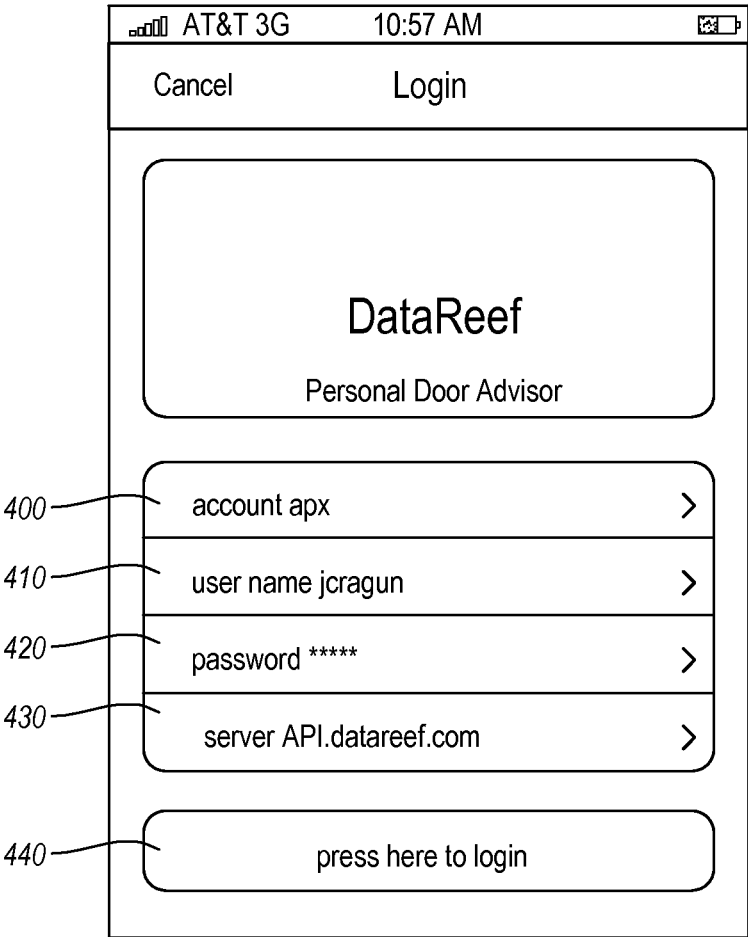 AT&T 3G 10:57 AM
Cancel Login
DataReef
Personal Door Advisor
400 account apx
410 user name jcragun
420 password *****
430 server API.datareef.com
440 press here to login